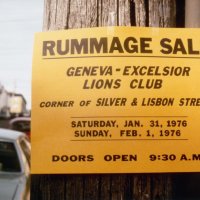 RUMMAGE SAL
GENEVA-EXCELSIOR
LIONS CLUB
CORNER OF SILVER & LISBON STRE
SATURDAY, JAN. 31, 1976
SUNDAY, FEB. 1, 1976
DOORS OPEN 9:30 A.M